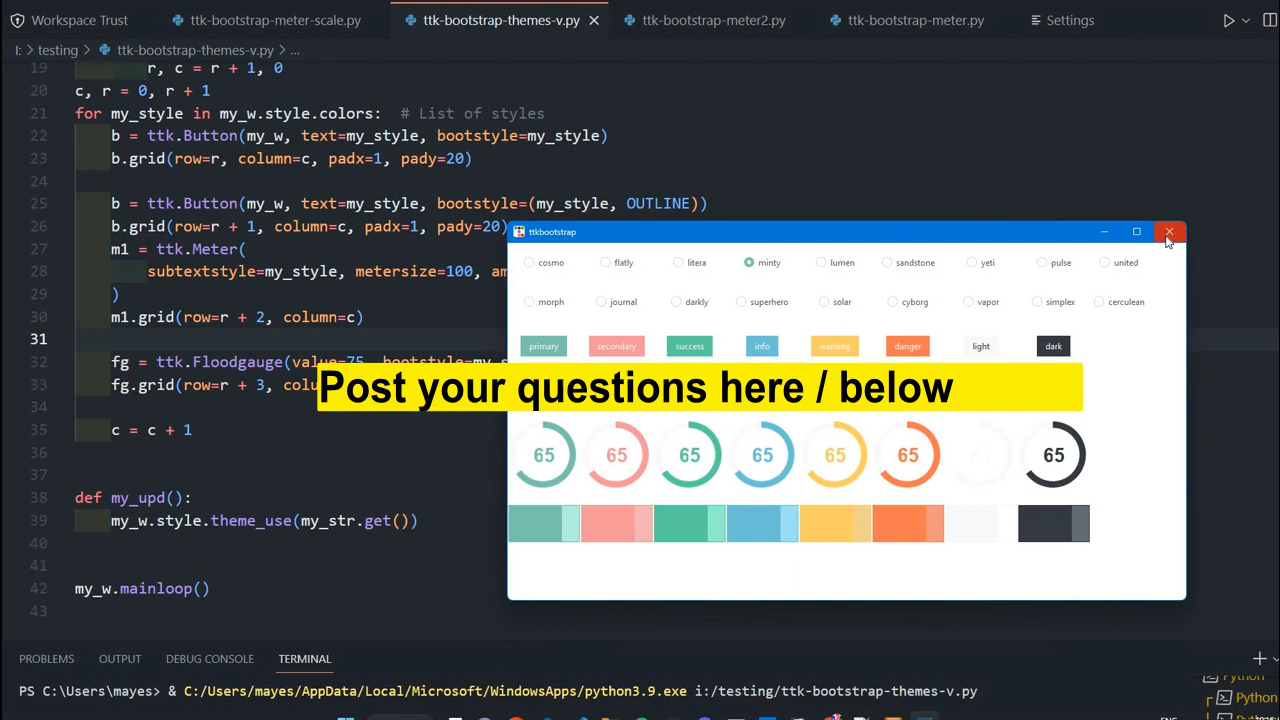 Workspace Trust
ttk-bootstrap-meter-scale.py
ttk-bootstrap-themes-v.py
ttk-bootstrap-meter2.py
ttk-bootstrap-meter.py
Settings
I: > testing > ttk-bootstrap-themes-v.py > ...
19 r, c = r + 1, 0
20 c, r = 0, r + 1
21 for my_style in my_w.style.colors: # List of styles
22 b = ttk.Button(my_w, text=my_style, bootstyle=my_style)
23 b.grid(row=r, column=c, padx=1, pady=20)
24
25 b = ttk.Button(my_w, text=my_style, bootstyle=(my_style, OUTLINE))
26 b.grid(row=r + 1, column=c, padx=1, pady=20)
27 m1 = ttk.Meter(
28 subtextstyle=my_style, metersize=100, am
29 )
30 m1.grid(row=r + 2, column=c)
31
32 fg = ttk.Floodgauge(value=75, bootstyle=my_s
33 fg.grid(row=r + 3, colu
34
35 c = c + 1
36
37
38 def my_upd():
39 my_w.style.theme_use(my_str.get())
40
41
42 my_w.mainloop()
43
ttkbootstrap
cosmo flatly litera minty lumen sandstone yeti pulse united
morph journal darkly superhero solar cyborg vapor simplex cerculean
primary secondary success info warning danger light dark
Post your questions here / below
65 65 65 65 65 65 65 65
PROBLEMS OUTPUT DEBUG CONSOLE TERMINAL
PS C:\Users\mayes> & C:/Users/mayes/AppData/Local/Microsoft/WindowsApps/python3.9.exe i:/testing/ttk-bootstrap-themes-v.py
Python
Python